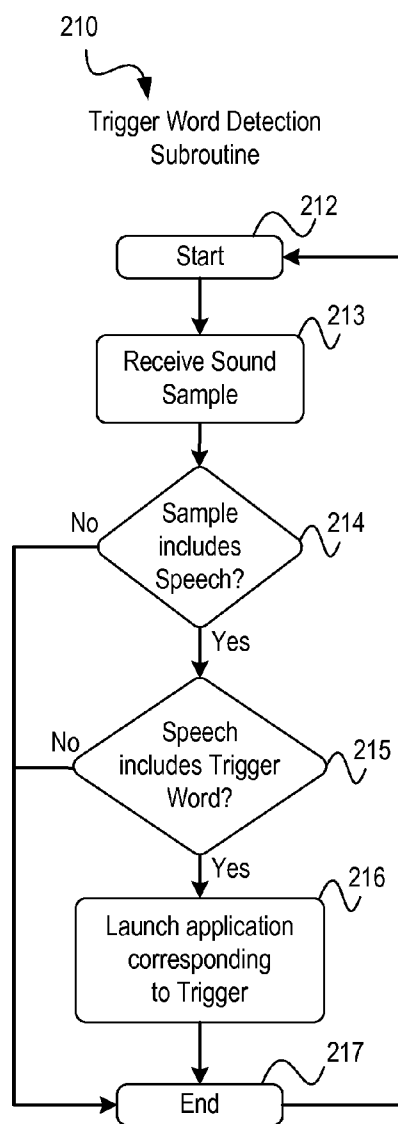 210
Trigger Word Detection
Subroutine
212
Start
213
Receive Sound
Sample
No
214
Sample
includes
Speech?
Yes
No
215
Speech
includes Trigger
Word?
Yes
216
Launch application
corresponding
to Trigger
217
End